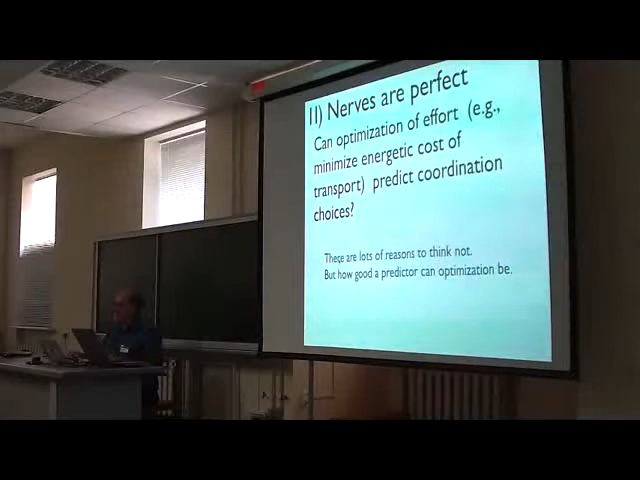 II) Nerves are perfect
Can optimization of effort (e.g.,
minimize energetic cost of
transport) predict coordination
choices?
These are lots of reasons to think not.
But how good a predictor can optimization be.